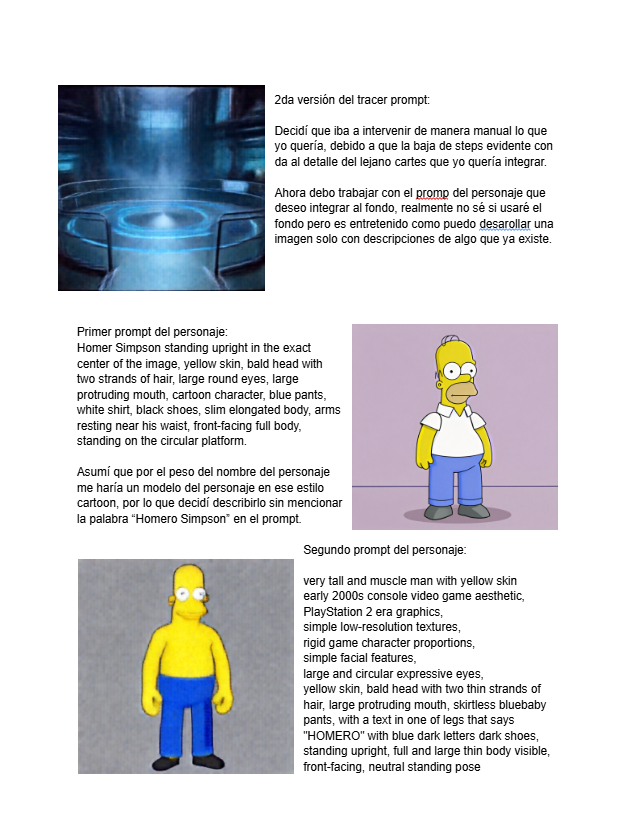 2da versión del tracer prompt:
Decidí que iba a intervenir de manera manual lo que
yo quería, debido a que la baja de steps evidente con
da al detalle del lejano cartes que yo quería integrar.
Ahora debo trabajar con el promp del personaje que
deseo integrar al fondo, realmente no sé si usaré el
fondo pero es entretenido como puedo desarollar una
imagen solo con descripciones de algo que ya existe.
Primer prompt del personaje:
Homer Simpson standing upright in the exact
center of the image, yellow skin, bald head with
two strands of hair, large round eyes, large
protruding mouth, cartoon character, blue pants,
white shirt, black shoes, slim elongated body, arms
resting near his waist, front-facing full body,
standing on the circular platform.
Asumí que por el peso del nombre del personaje
me haría un modelo del personaje en ese estilo
cartoon, por lo que decidí describirlo sin mencionar
la palabra “Homero Simpson” en el prompt.
Segundo prompt del personaje:
very tall and muscle man with yellow skin
early 2000s console video game aesthetic,
PlayStation 2 era graphics,
simple low-resolution textures,
rigid game character proportions,
simple facial features,
large and circular expressive eyes,
yellow skin, bald head with two thin strands of
hair, large protruding mouth, skirtless bluebaby
pants, with a text in one of legs that says
"HOMERO" with blue dark letters dark shoes,
standing upright, full and large thin body visible,
front-facing, neutral standing pose